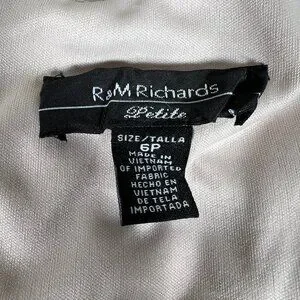 R&M Richards
Petite
SIZE/TALLA
6P
MADE IN
VIETNAM
OF IMPORTED
FABRIC
HECHO EN
VIETNAM
DE TELA
IMPORTADA